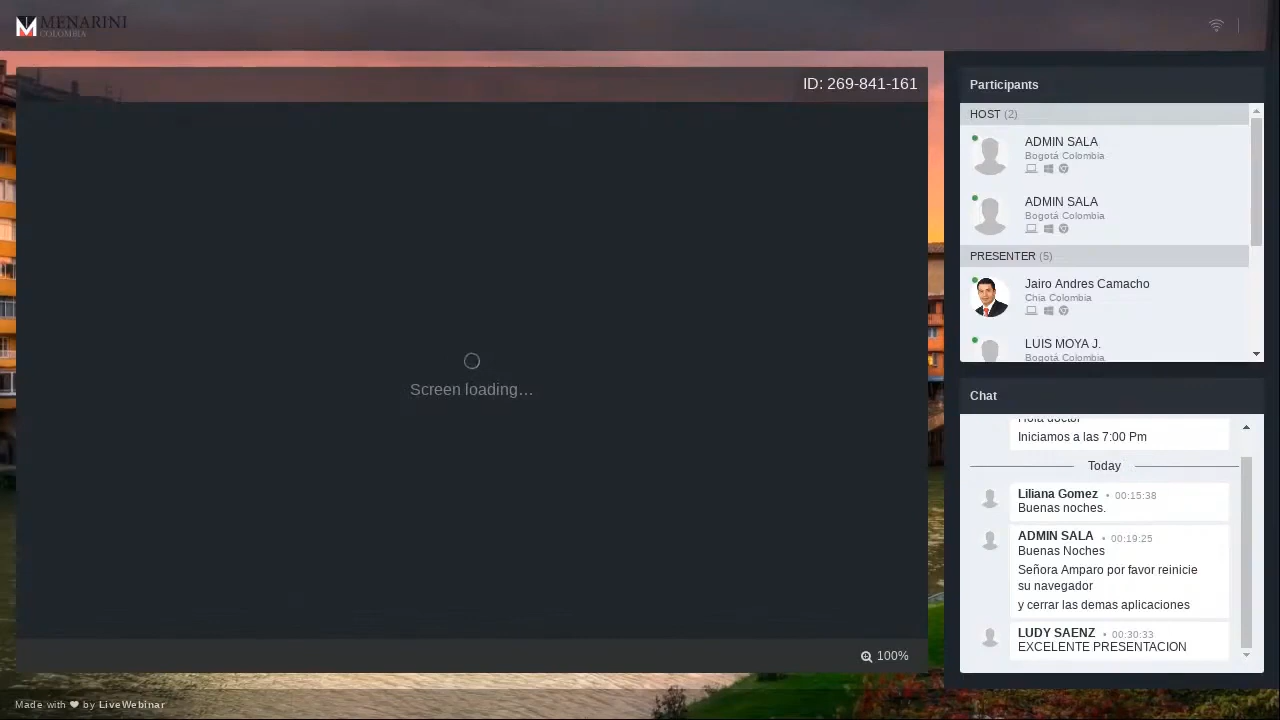 MENARINI
COLOMBIA
ID: 269-841-161
Screen loading...
100%
Made with ❤ by LiveWebinar
Participants
HOST (2)
ADMIN SALA
Bogotá Colombia
ADMIN SALA
Bogotá Colombia
PRESENTER (5)
Jairo Andres Camacho
Chia Colombia
LUIS MOYA J.
Bogotá Colombia
Chat
Hola doctor
Iniciamos a las 7:00 Pm
Today
Liliana Gomez • 00:15:38
Buenas noches.
ADMIN SALA • 00:19:25
Buenas Noches
Señora Amparo por favor reinicie
su navegador
y cerrar las demas aplicaciones
LUDY SAENZ • 00:30:33
EXCELENTE PRESENTACION